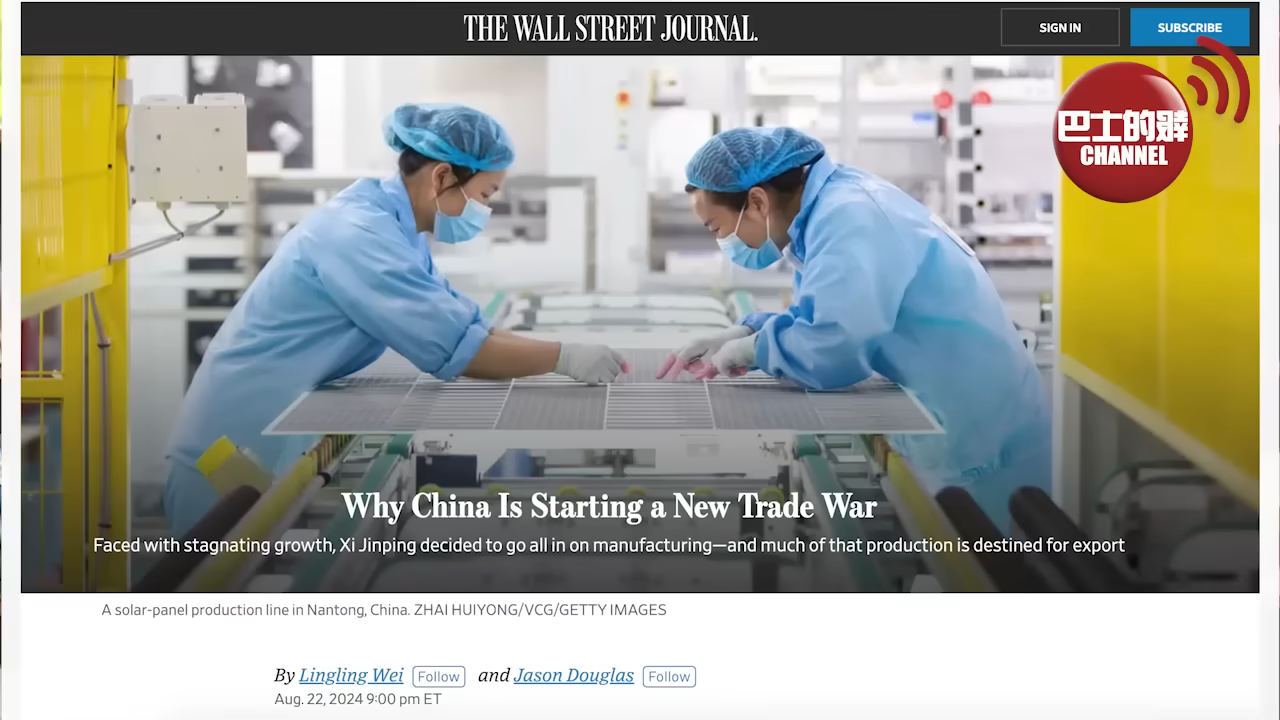 THE WALL STREET JOURNAL.
SIGN IN
SUBSCRIBE
巴士的報
CHANNEL
Why China Is Starting a New Trade War
Faced with stagnating growth, Xi Jinping decided to go all in on manufacturing—and much of that production is destined for export
A solar-panel production line in Nantong, China. ZHAI HUIYONG/VCG/GETTY IMAGES
By Lingling Wei Follow and Jason Douglas Follow
Aug. 22, 2024 9:00 pm ET